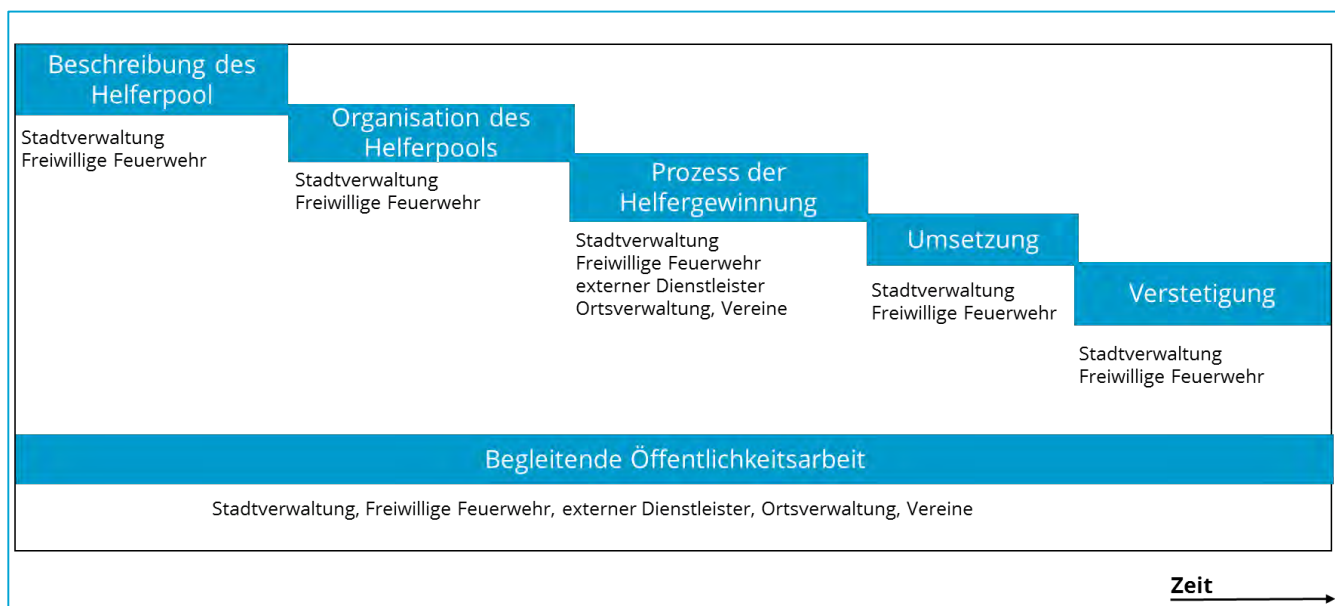 Beschreibung des
Helferpool
Stadtverwaltung
Freiwillige Feuerwehr
Organisation des
Helferpools
Stadtverwaltung
Freiwillige Feuerwehr
Prozess der
Helfergewinnung
Stadtverwaltung
Freiwillige Feuerwehr
externer Dienstleister
Ortsverwaltung, Vereine
Umsetzung
Stadtverwaltung
Freiwillige Feuerwehr
Verstetigung
Stadtverwaltung
Freiwillige Feuerwehr
Begleitende Öffentlichkeitsarbeit
Stadtverwaltung, Freiwillige Feuerwehr, externer Dienstleister, Ortsverwaltung, Vereine
Zeit